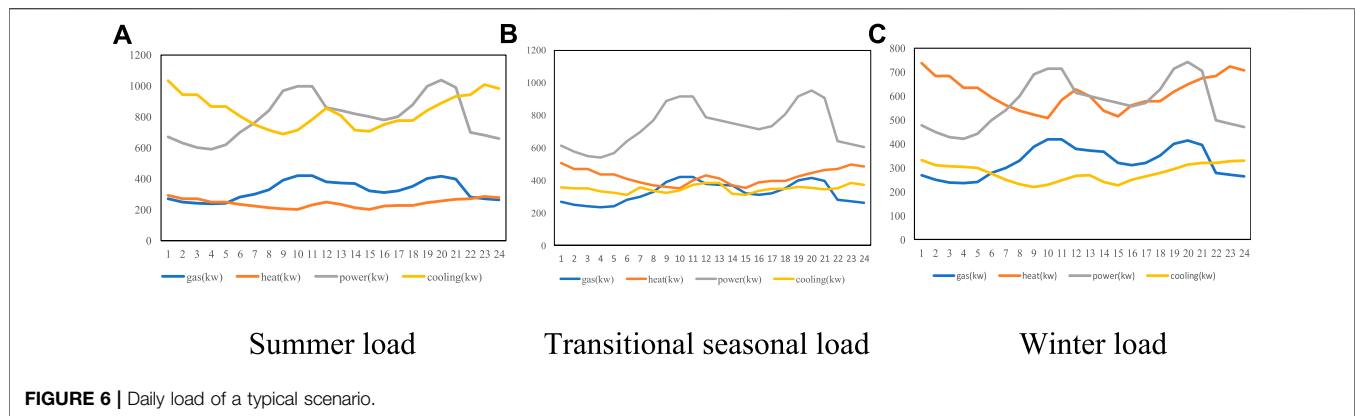 A
B
C
1200
1000
800
600
400
200
0
1 2 3 4 5 6 7 8 9 10 11 12 13 14 15 16 17 18 19 20 21 22 23 24
gas(kw) heat(kw) power(kw) cooling(kw)
1200
1000
800
600
400
200
0
1 2 3 4 5 6 7 8 9 10 11 12 13 14 15 16 17 18 19 20 21 22 23 24
gas(kw) heat(kw) power(kw) cooling(kw)
800
700
600
500
400
300
200
100
0
1 2 3 4 5 6 7 8 9 10 11 12 13 14 15 16 17 18 19 20 21 22 23 24
gas(kw) heat(kw) power(kw) cooling(kw)
Summer load
Transitional seasonal load
Winter load
FIGURE 6 | Daily load of a typical scenario.